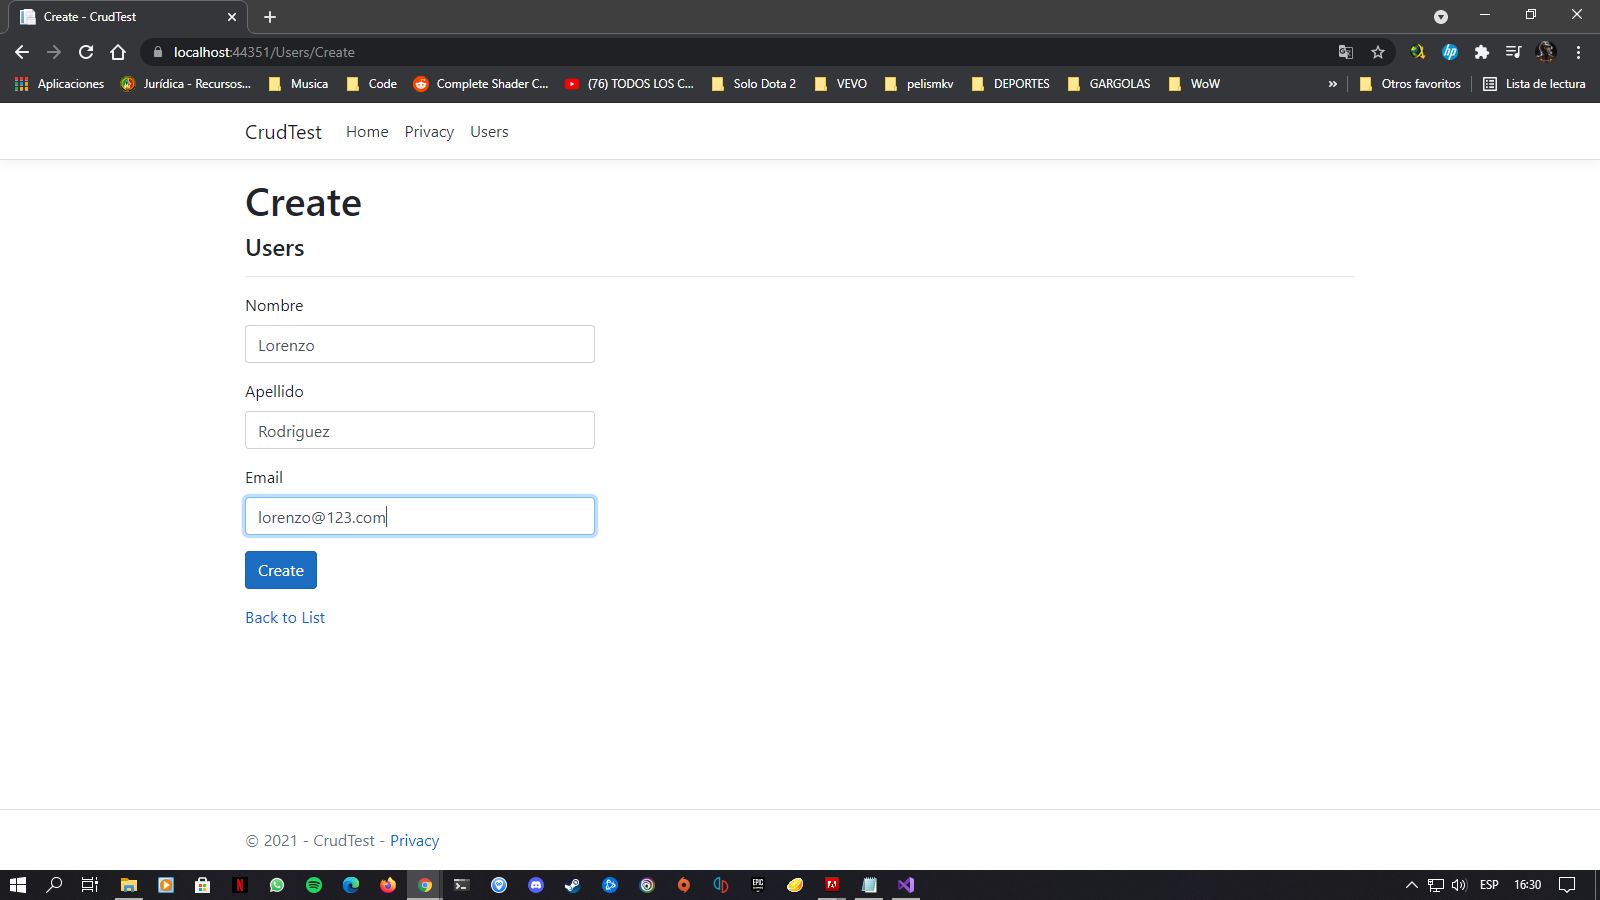 Create - CrudTest
localhost:44351/Users/Create
Aplicaciones Jurídica - Recursos... Musica Code Complete Shader C... (76) TODOS LOS C... Solo Dota 2 VEVO pelismkv DEPORTES GARGOLAS WoW » Otros favoritos Lista de lectura
CrudTest Home Privacy Users
Create
Users
Nombre
Lorenzo
Apellido
Rodriguez
Email
lorenzo@123.com
Create
Back to List
© 2021 - CrudTest - Privacy
ESP 16:30